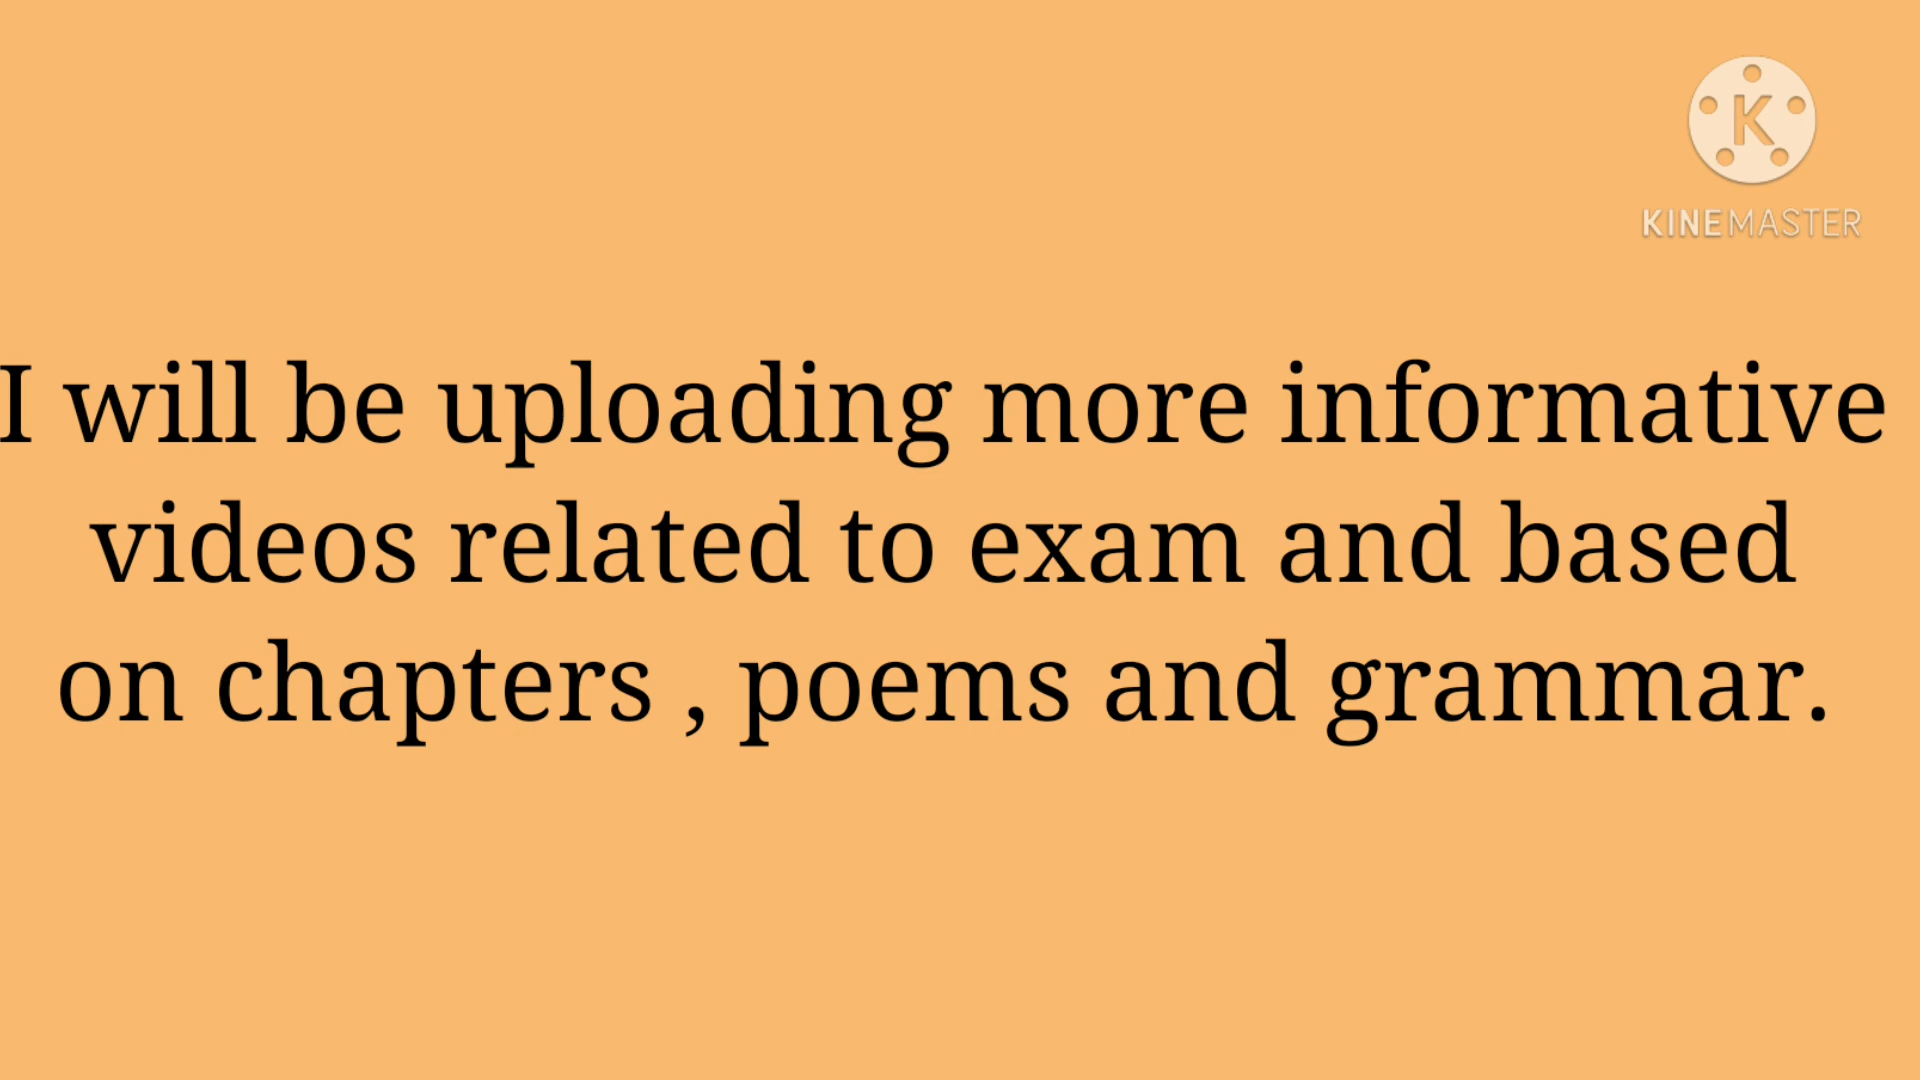 K
KINEMASTER
I will be uploading more informative
videos related to exam and based
on chapters , poems and grammar.